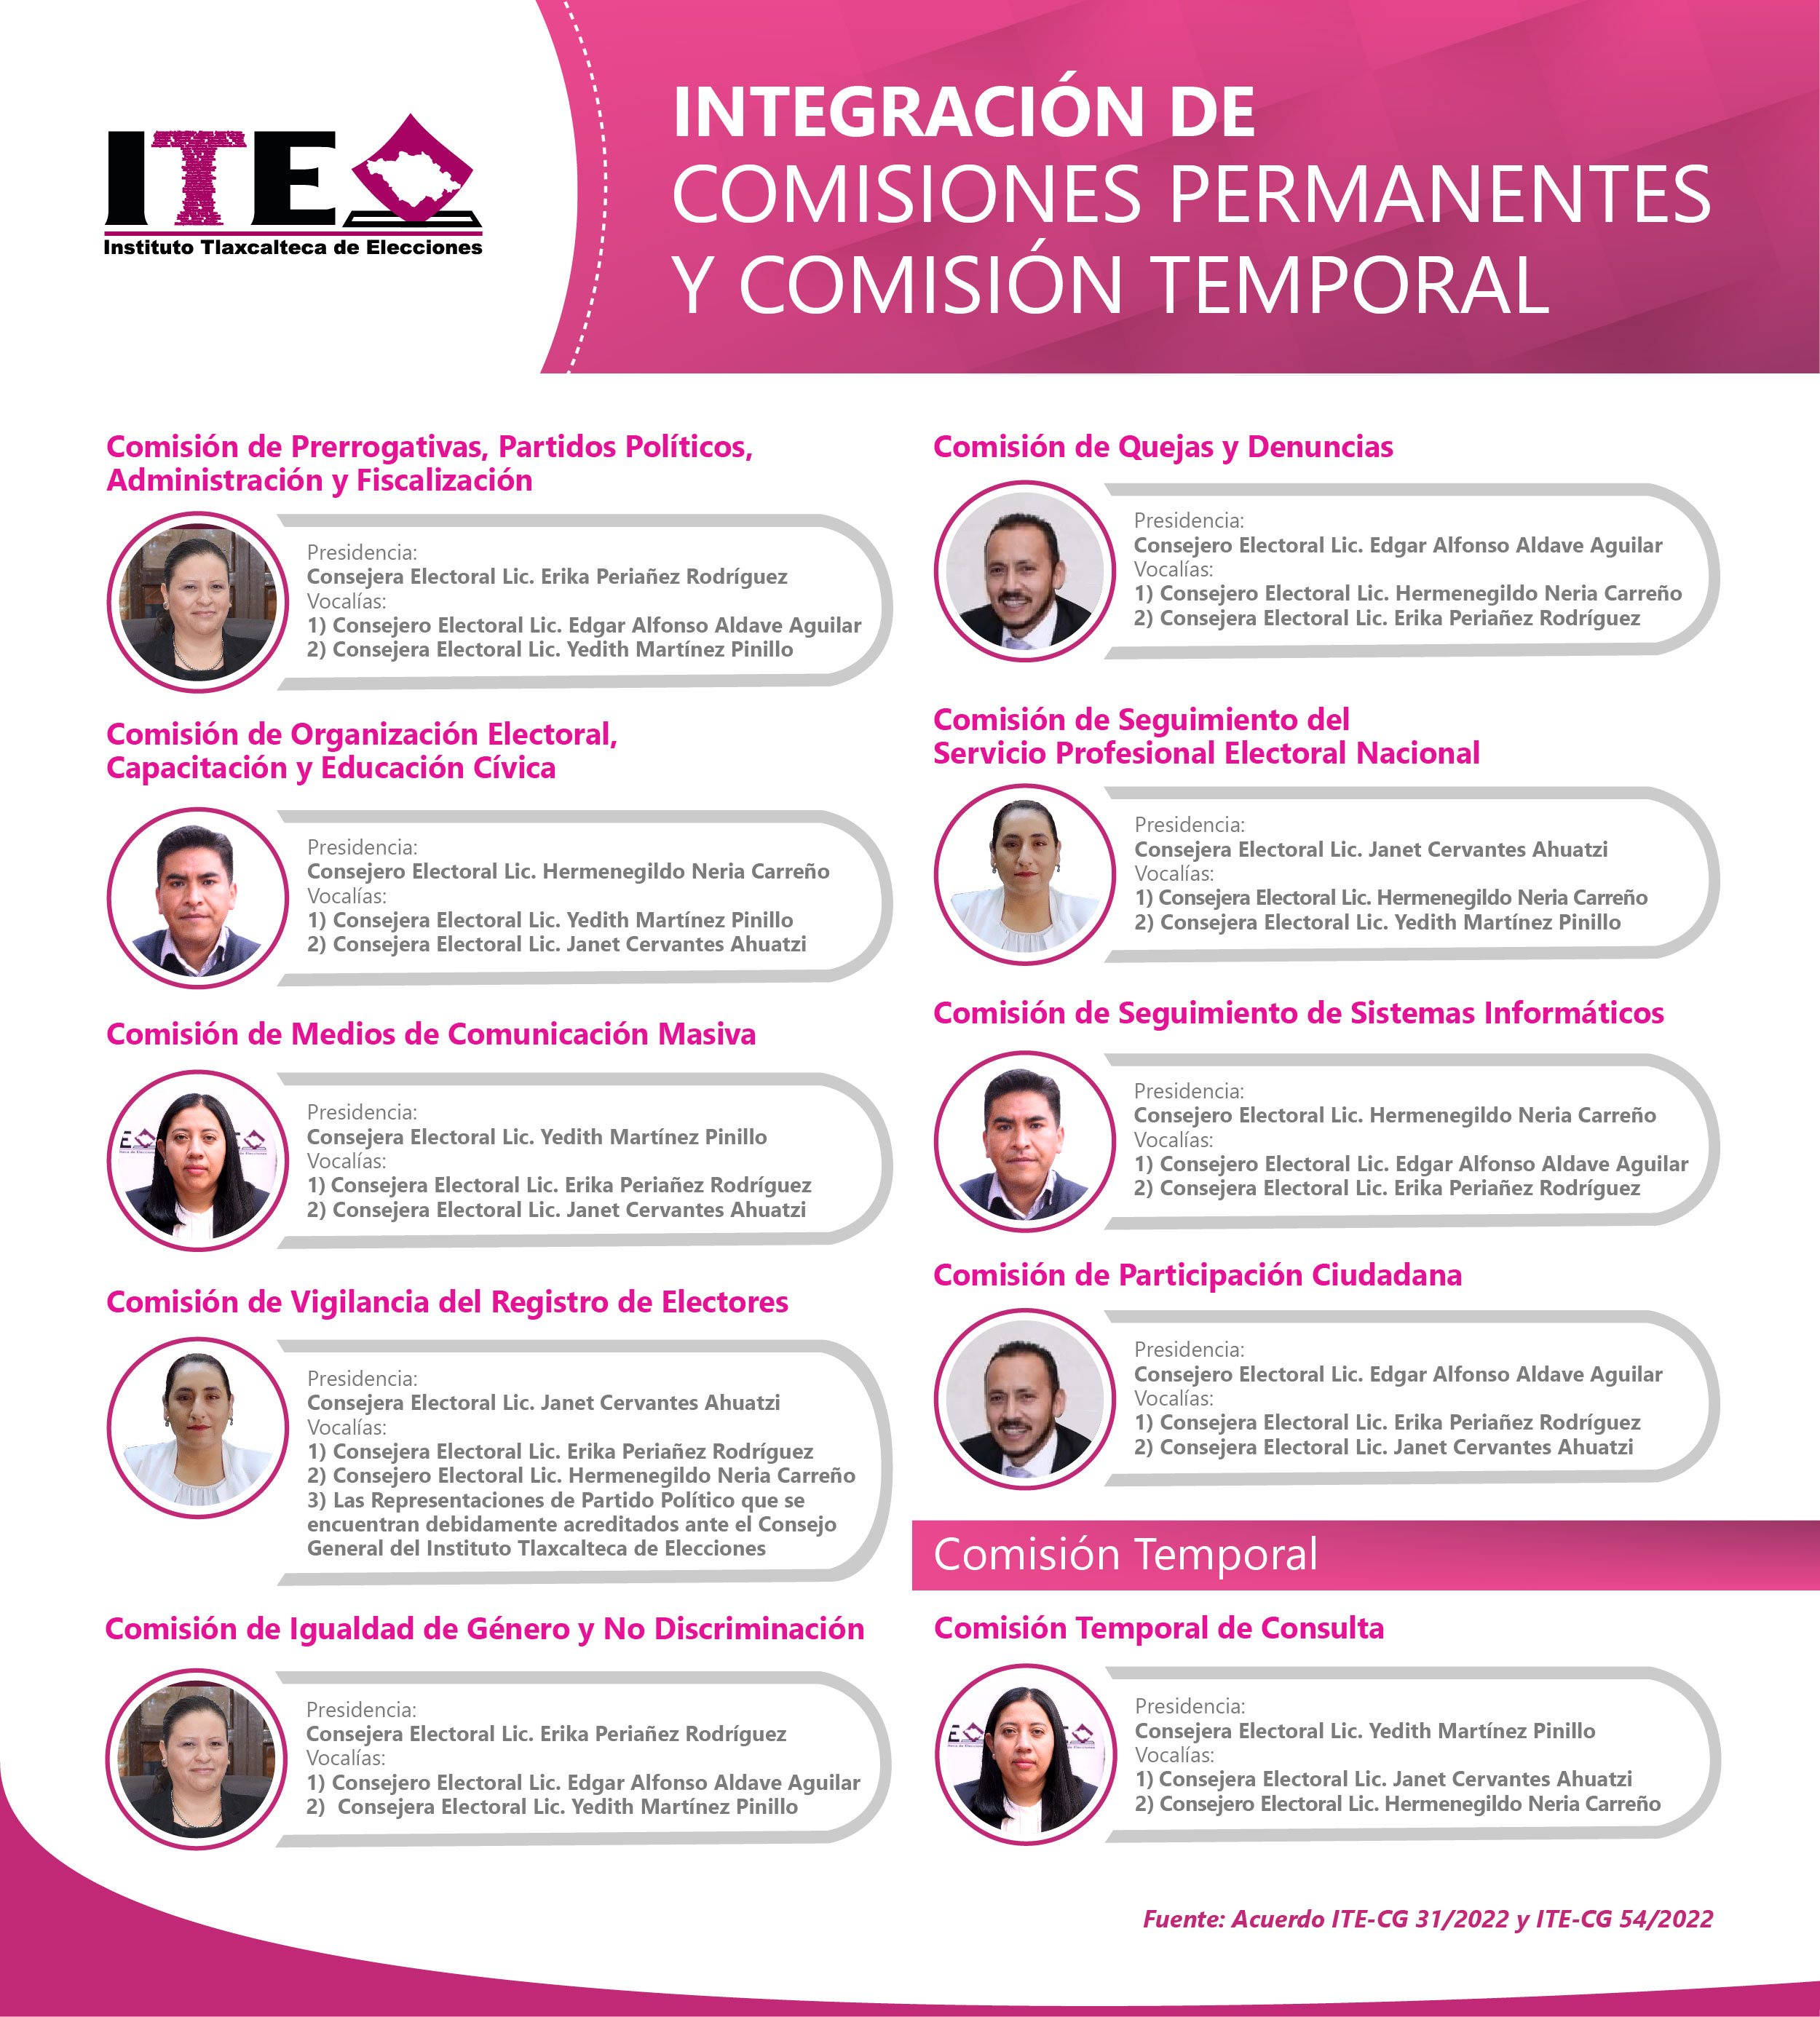 ITE
Instituto Tlaxcalteca de Elecciones
INTEGRACIÓN DE
COMISIONES PERMANENTES
Y COMISIÓN TEMPORAL
Comisión de Prerrogativas, Partidos Políticos,
Administración y Fiscalización
Presidencia:
Consejera Electoral Lic. Erika Periañez Rodríguez
Vocalías:
1) Consejero Electoral Lic. Edgar Alfonso Aldave Aguilar
2) Consejera Electoral Lic. Yedith Martínez Pinillo
Comisión de Organización Electoral,
Capacitación y Educación Cívica
Presidencia:
Consejero Electoral Lic. Hermenegildo Neria Carreño
Vocalías:
1) Consejera Electoral Lic. Yedith Martínez Pinillo
2) Consejera Electoral Lic. Janet Cervantes Ahuatzi
Comisión de Medios de Comunicación Masiva
Presidencia:
Consejera Electoral Lic. Yedith Martínez Pinillo
Vocalías:
1) Consejera Electoral Lic. Erika Periañez Rodríguez
2) Consejera Electoral Lic. Janet Cervantes Ahuatzi
Comisión de Vigilancia del Registro de Electores
Presidencia:
Consejera Electoral Lic. Janet Cervantes Ahuatzi
Vocalías:
1) Consejera Electoral Lic. Erika Periañez Rodríguez
2) Consejero Electoral Lic. Hermenegildo Neria Carreño
3) Las Representaciones de Partido Político que se
encuentran debidamente acreditados ante el Consejo
General del Instituto Tlaxcalteca de Elecciones
Comisión de Igualdad de Género y No Discriminación
Presidencia:
Consejera Electoral Lic. Erika Periañez Rodríguez
Vocalías:
1) Consejero Electoral Lic. Edgar Alfonso Aldave Aguilar
2) Consejera Electoral Lic. Yedith Martínez Pinillo
Comisión de Quejas y Denuncias
Presidencia:
Consejero Electoral Lic. Edgar Alfonso Aldave Aguilar
Vocalías:
1) Consejero Electoral Lic. Hermenegildo Neria Carreño
2) Consejera Electoral Lic. Erika Periañez Rodríguez
Comisión de Seguimiento del
Servicio Profesional Electoral Nacional
Presidencia:
Consejera Electoral Lic. Janet Cervantes Ahuatzi
Vocalías:
1) Consejera Electoral Lic. Hermenegildo Neria Carreño
2) Consejera Electoral Lic. Yedith Martínez Pinillo
Comisión de Seguimiento de Sistemas Informáticos
Presidencia:
Consejero Electoral Lic. Hermenegildo Neria Carreño
Vocalías:
1) Consejero Electoral Lic. Edgar Alfonso Aldave Aguilar
2) Consejera Electoral Lic. Erika Periañez Rodríguez
Comisión de Participación Ciudadana
Presidencia:
Consejero Electoral Lic. Edgar Alfonso Aldave Aguilar
Vocalías:
1) Consejera Electoral Lic. Erika Periañez Rodríguez
2) Consejera Electoral Lic. Janet Cervantes Ahuatzi
Comisión Temporal
Comisión Temporal de Consulta
Presidencia:
Consejera Electoral Lic. Yedith Martínez Pinillo
Vocalías:
1) Consejera Electoral Lic. Janet Cervantes Ahuatzi
2) Consejero Electoral Lic. Hermenegildo Neria Carreño
Fuente: Acuerdo ITE-CG 31/2022 y ITE-CG 54/2022